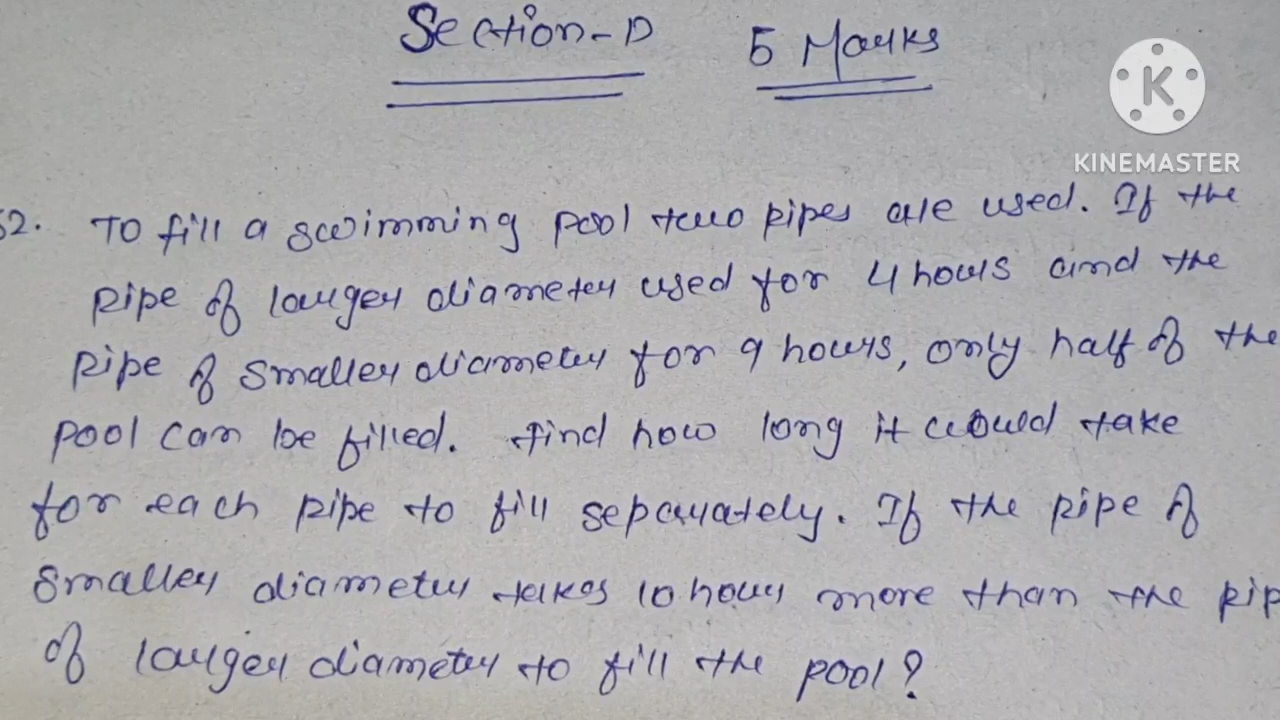 Section-D 5 Marks
K
KINEMASTER
52. To fill a swimming pool two pipes are used. If the
pipe of larger diameter used for 4 hours and the
pipe of smaller diameter for 9 hours, only half of the
pool can be filled. find how long it would take
for each pipe to fill separately. If the pipe of
smaller diameter takes 10 hours more than the pip
of larger diameter to fill the pool?